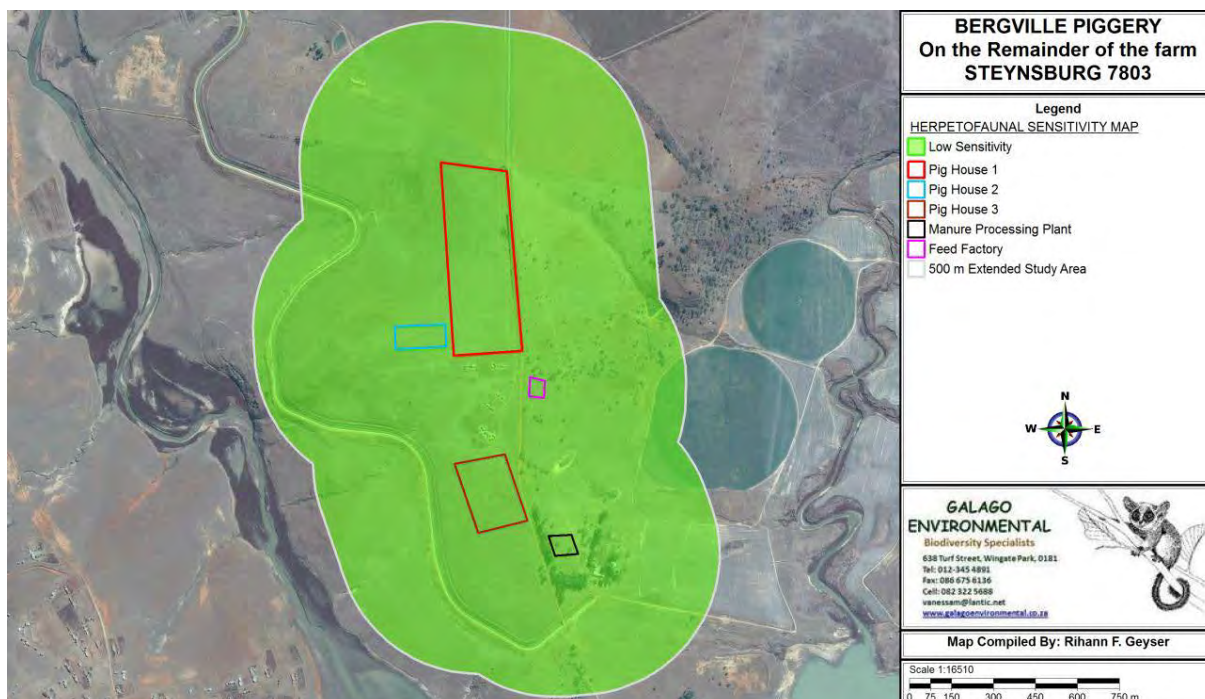 BERGVILLE PIGGERY
On the Remainder of the farm
STEYNSBURG 7803
Legend
HERPETOFAUNAL SENSITIVITY MAP
Low Sensitivity
Pig House 1
Pig House 2
Pig House 3
Manure Processing Plant
Feed Factory
500 m Extended Study Area
N
W E
S
GALAGO
ENVIRONMENTAL
Biodiversity Specialists
638 Turf Street, Wingate Park, 0181
Tel: 012-345 4891
Fax: 086 675 6136
Cell: 082 322 5688
vanessam@lantic.net
www.galagoenvironmental.co.za
Map Compiled By: Rihann F. Geyser
Scale 1:16510
0 75 150 300 450 600 750 m